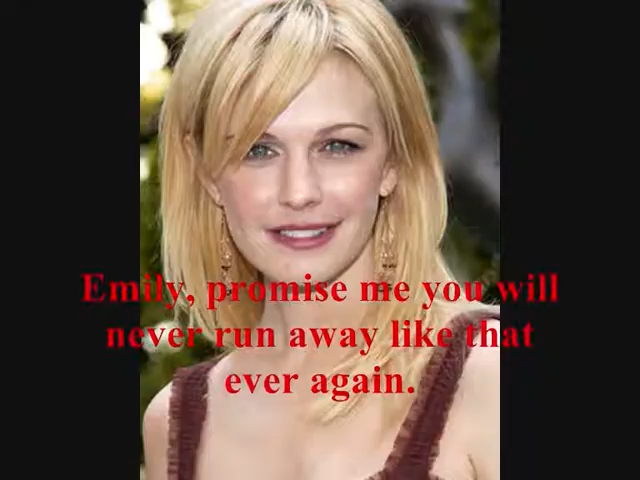 Emily, promise me you will
never run away like that
ever again.